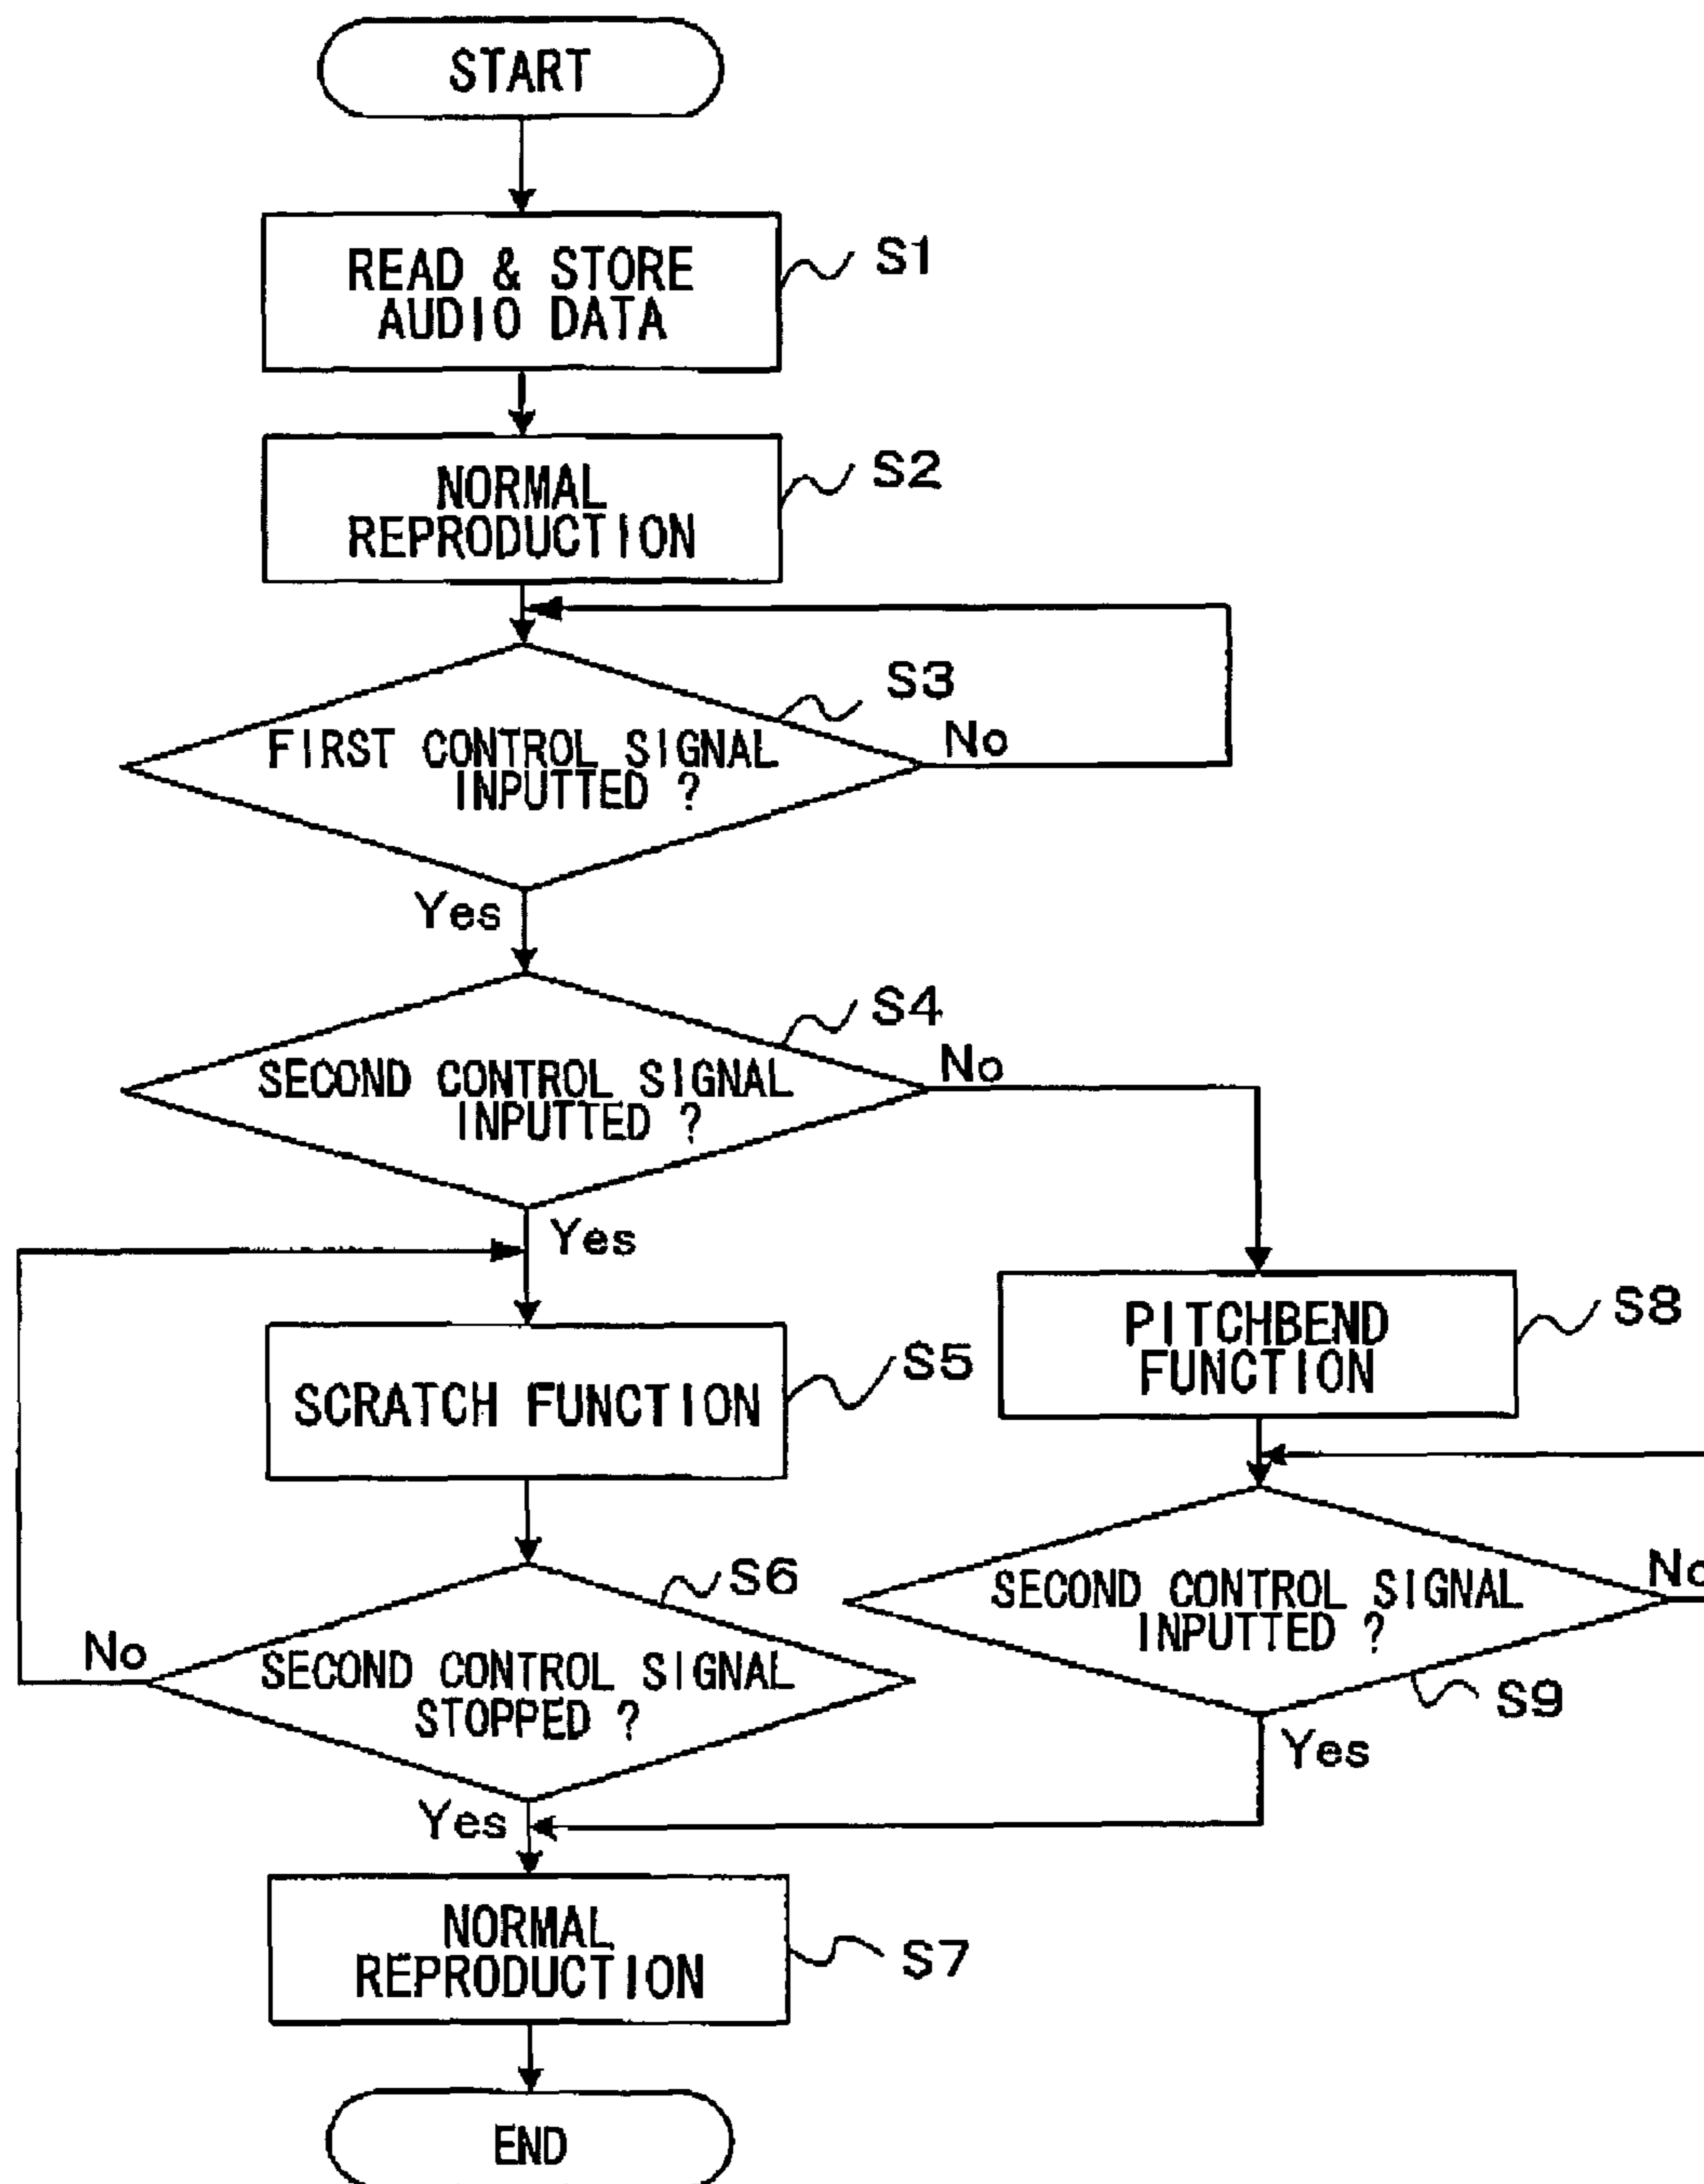 START
READ & STORE
AUDIO DATA
S1
NORMAL
REPRODUCTION
S2
S3
FIRST CONTROL SIGNAL
INPUTTED ?
No
Yes
S4
SECOND CONTROL SIGNAL
INPUTTED ?
No
Yes
SCRATCH FUNCTION
S5
PITCHBEND
FUNCTION
S8
S6
SECOND CONTROL SIGNAL
STOPPED ?
No
Yes
SECOND CONTROL SIGNAL
INPUTTED ?
No
S9
Yes
NORMAL
REPRODUCTION
S7
END